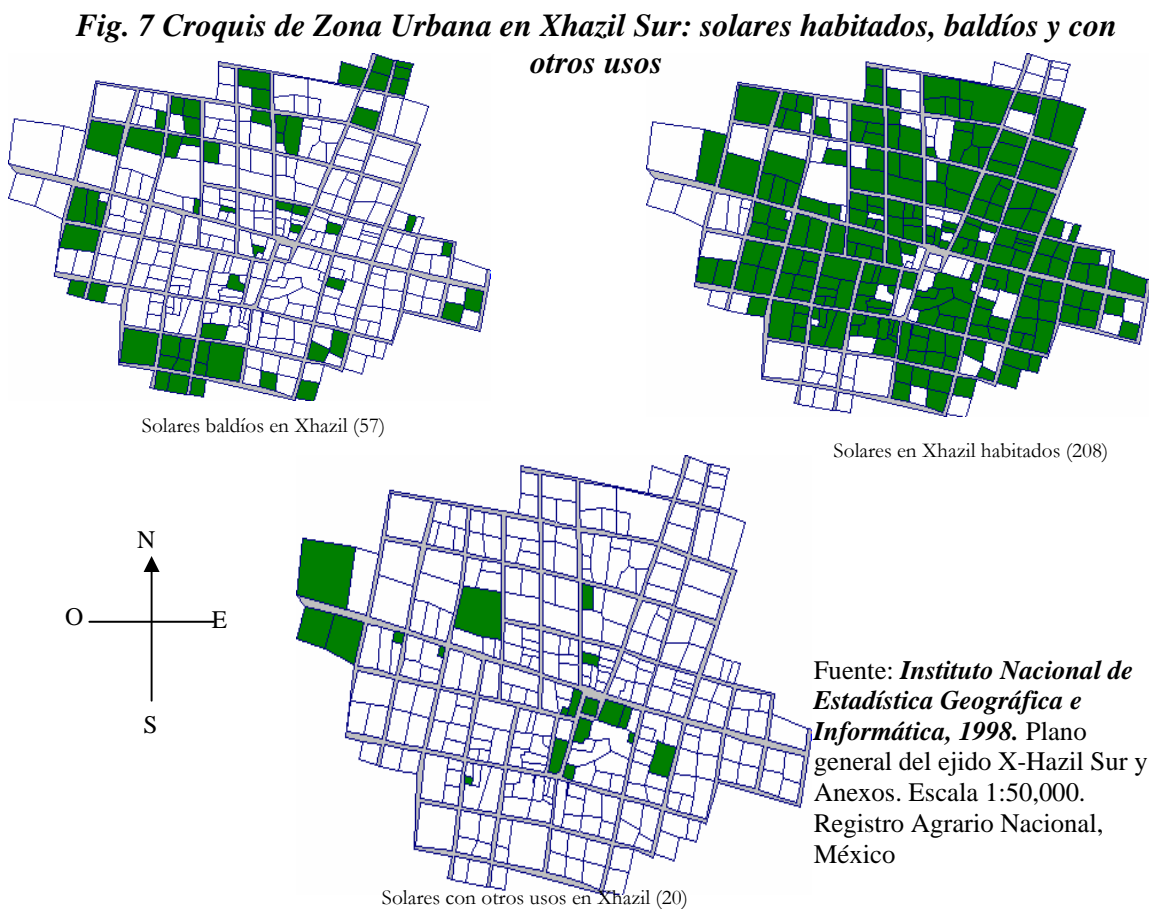 Fig. 7 Croquis de Zona Urbana en Xhazil Sur: solares habitados, baldíos y con
otros usos
Solares baldíos en Xhazil (57)
Solares en Xhazil habitados (208)
N
O
E
S
Fuente: Instituto Nacional de
Estadística Geográfica e
Informática, 1998. Plano
general del ejido X-Hazil Sur y
Anexos. Escala 1:50,000.
Registro Agrario Nacional,
México
Solares con otros usos en Xhazil (20)